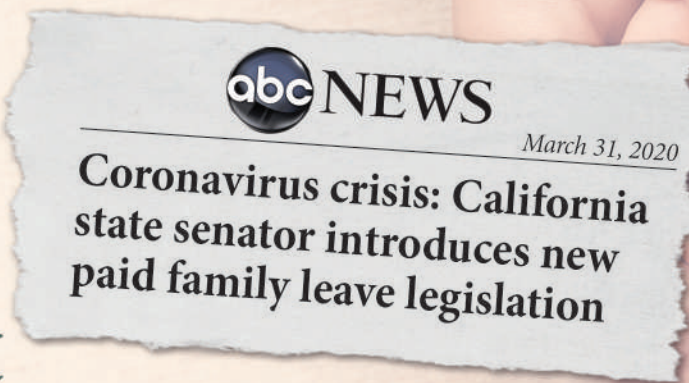 abc NEWS
March 31, 2020
Coronavirus crisis: California
state senator introduces new
paid family leave legislation